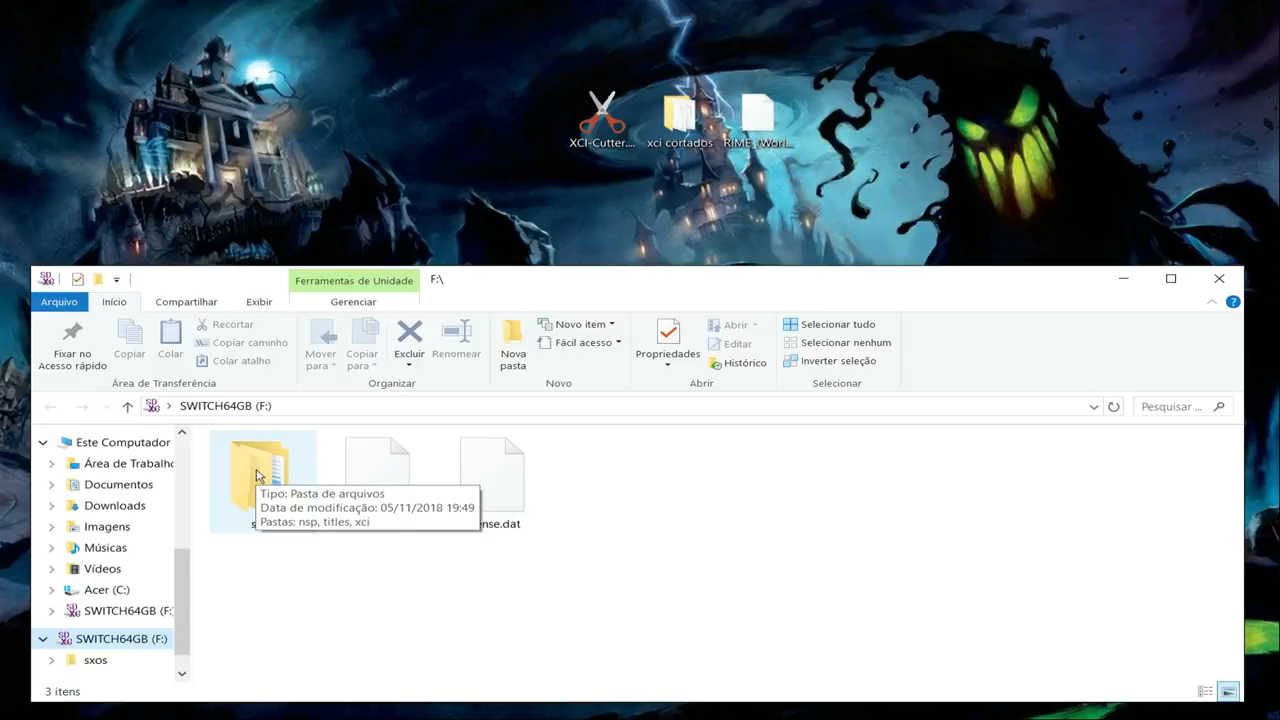 XCI-Cutter....
xci cortados
RiME_(Worl...
Ferramentas de Unidade
F:\
Arquivo
Início
Compartilhar
Exibir
Gerenciar
Fixar no
Acesso rápido
Copiar
Colar
Recortar
Copiar caminho
Colar atalho
Área de Transferência
Mover
para
Copiar
para
Excluir
Renomear
Organizar
Nova
pasta
Novo item
Fácil acesso
Novo
Propriedades
Abrir
Editar
Histórico
Abrir
Selecionar tudo
Selecionar nenhum
Inverter seleção
Selecionar
SWITCH64GB (F:)
Pesquisar ...
Este Computador
Área de Trabalho
Documentos
Downloads
Imagens
Músicas
Vídeos
Acer (C:)
SWITCH64GB (F:)
SWITCH64GB (F:)
sxos
Tipo: Pasta de arquivos
Data de modificação: 05/11/2018 19:49
Pastas: nsp, titles, xci
ense.dat
3 itens